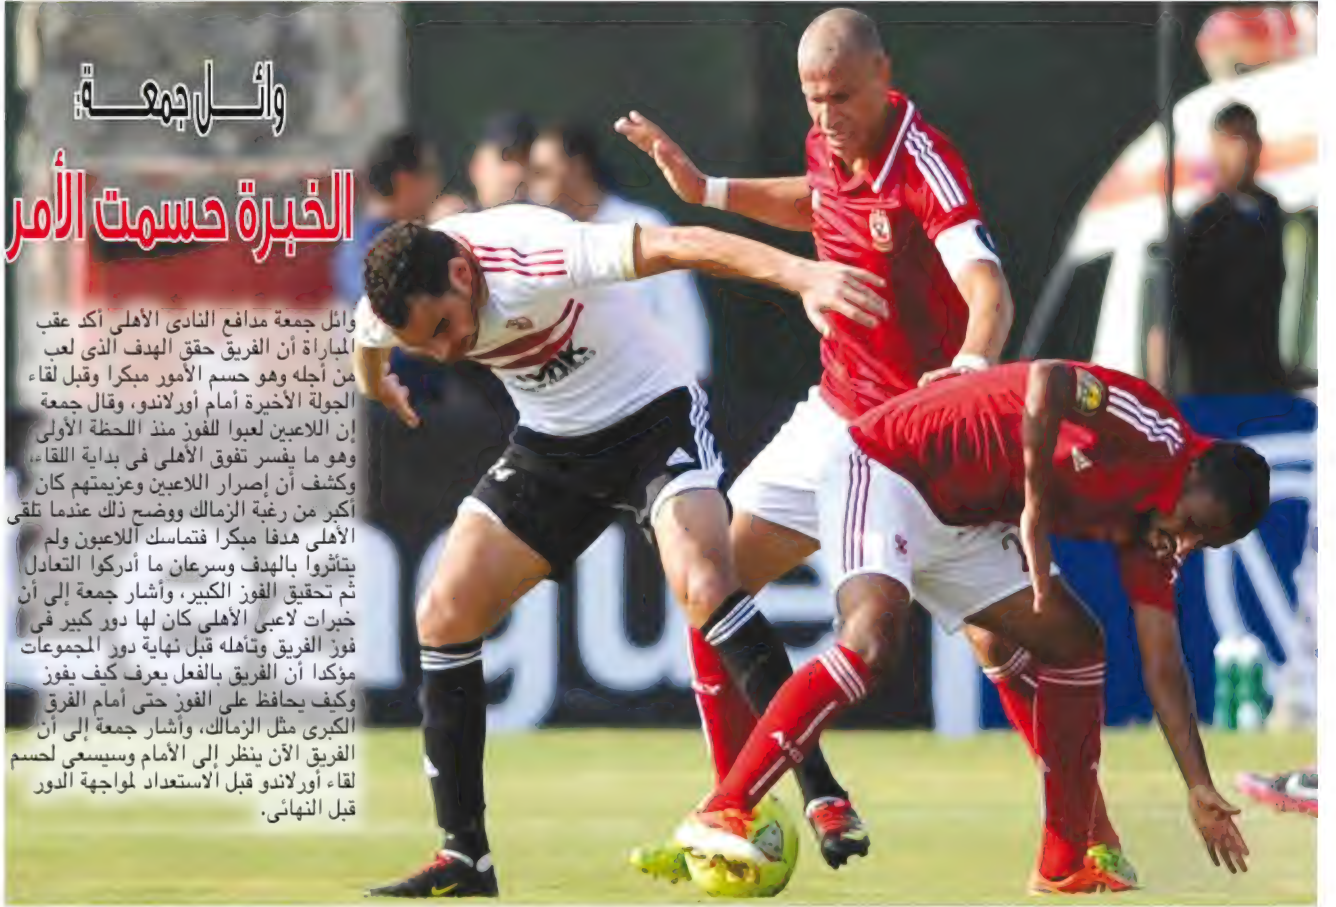 وائــــل جمعــــة:
الخبرة حسمت الأمر
وائل جمعة مدافع النادى الأهلى أكد عقب
المباراة أن الفريق حقق الهدف الذى لعب
من أجله وهو حسم الأمور مبكرا وقبل لقاء
الجولة الأخيرة أمام أورلاندو، وقال جمعة
إن اللاعبين لعبوا للفوز منذ اللحظة الأولى
وهو ما يفسر تفوق الأهلى فى بداية اللقاء،
وكشف أن إصرار اللاعبين وعزيمتهم كان
أكبر من رغبة الزمالك ووضح ذلك عندما تلقى
الأهلى هدفا مبكرا فتماسك اللاعبون ولم
يتأثروا بالهدف وسرعان ما أدركوا التعادل
ثم تحقيق الفوز الكبير، وأشار جمعة إلى أن
خبرات لاعبى الأهلى كان لها دور كبير فى
فوز الفريق وتأهله قبل نهاية دور المجموعات
مؤكدا أن الفريق بالفعل يعرف كيف يفوز
وكيف يحافظ على الفوز حتى أمام الفرق
الكبرى مثل الزمالك، وأشار جمعة إلى أن
الفريق الآن ينظر إلى الأمام وسيسعى لحسم
لقاء أورلاندو قبل الاستعداد لمواجهة الدور
قبل النهائى.